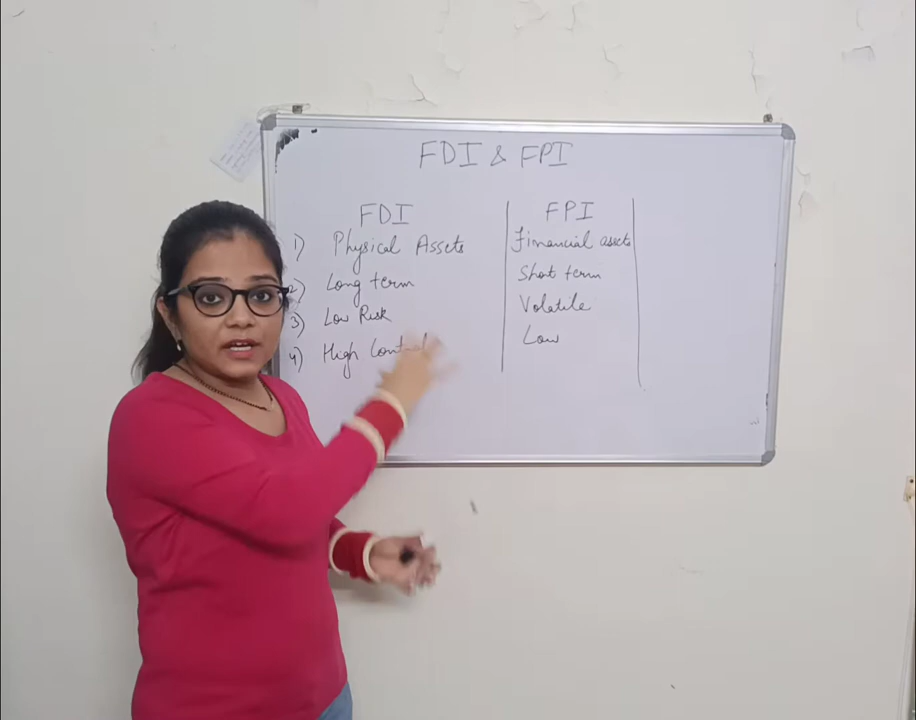 FDI & FPI
FDI FPI
1) Physical Assets Financial assets
2) Long term Short term
3) Low Risk Volatile
4) High Control Low